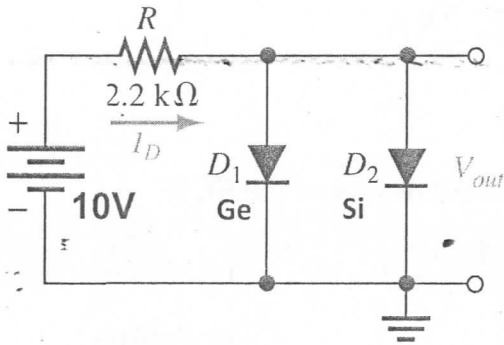 R
2.2 kΩ
I_D
+
−
10V
D₁
Ge
D₂
Si
V_out